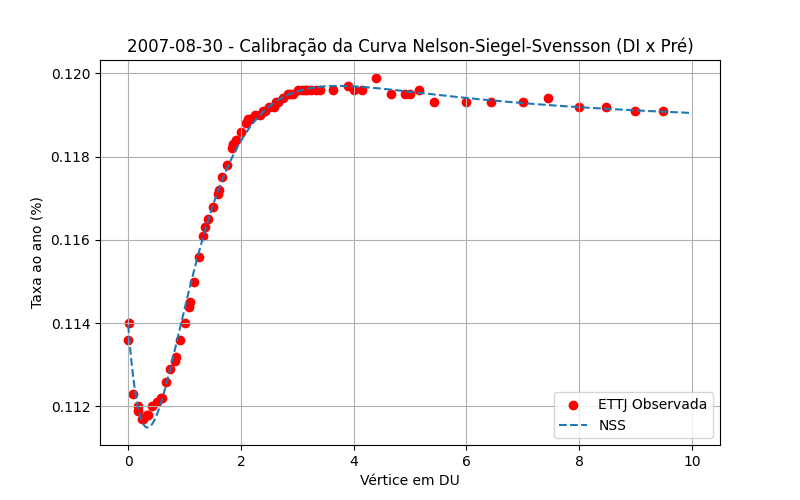 2007-08-30 - Calibração da Curva Nelson-Siegel-Svensson (DI x Pré)
Taxa ao ano (%)
0.120
0.118
0.116
0.114
0.112
0
2
4
6
8
10
Vértice em DU
ETTJ Observada
NSS